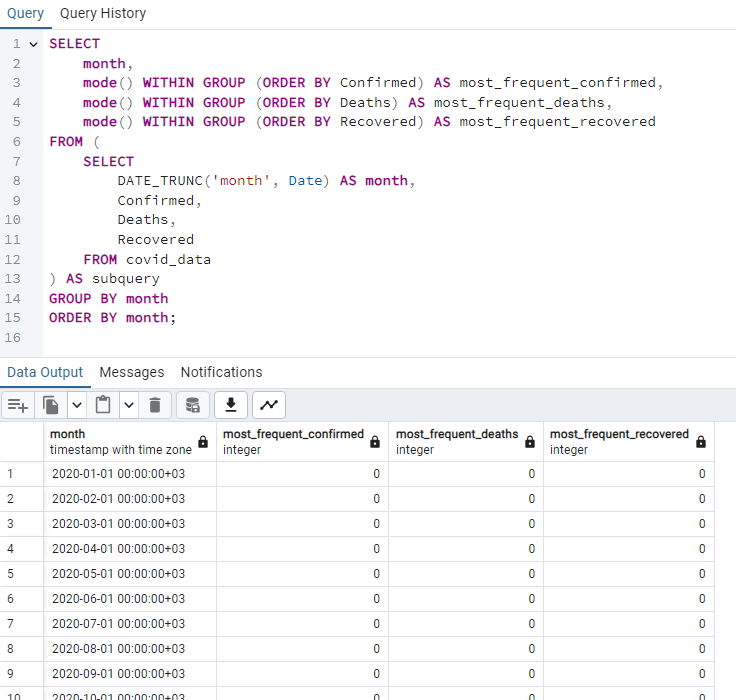 Query Query History
1 SELECT
2 month,
3 mode() WITHIN GROUP (ORDER BY Confirmed) AS most_frequent_confirmed,
4 mode() WITHIN GROUP (ORDER BY Deaths) AS most_frequent_deaths,
5 mode() WITHIN GROUP (ORDER BY Recovered) AS most_frequent_recovered
6 FROM (
7 SELECT
8 DATE_TRUNC('month', Date) AS month,
9 Confirmed,
10 Deaths,
11 Recovered
12 FROM covid_data
13 ) AS subquery
14 GROUP BY month
15 ORDER BY month;
16
Data Output Messages Notifications
month most_frequent_confirmed most_frequent_deaths most_frequent_recovered
timestamp with time zone integer integer integer
1 2020-01-01 00:00:00+03 0 0 0
2 2020-02-01 00:00:00+03 0 0 0
3 2020-03-01 00:00:00+03 0 0 0
4 2020-04-01 00:00:00+03 0 0 0
5 2020-05-01 00:00:00+03 0 0 0
6 2020-06-01 00:00:00+03 0 0 0
7 2020-07-01 00:00:00+03 0 0 0
8 2020-08-01 00:00:00+03 0 0 0
9 2020-09-01 00:00:00+03 0 0 0
10 2020-10-01 00:00:00+03 0 0 0